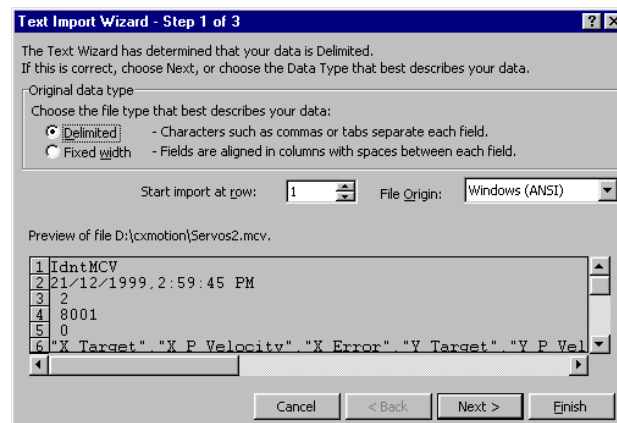 Text Import Wizard - Step 1 of 3
The Text Wizard has determined that your data is Delimited.
If this is correct, choose Next, or choose the Data Type that best describes your data.
Original data type
Choose the file type that best describes your data:
Delimited - Characters such as commas or tabs separate each field.
Fixed width - Fields are aligned in columns with spaces between each field.
Start import at row: 1 File Origin: Windows (ANSI)
Preview of file D:\cxmotion\Servos2.mcv.
1 IdntMCV
2 21/12/1999,2:59:45 PM
3 2
4 8001
5 0
6 "X Target","X P Velocity","X Error","Y Target","Y P Vel
Cancel < Back Next > Finish